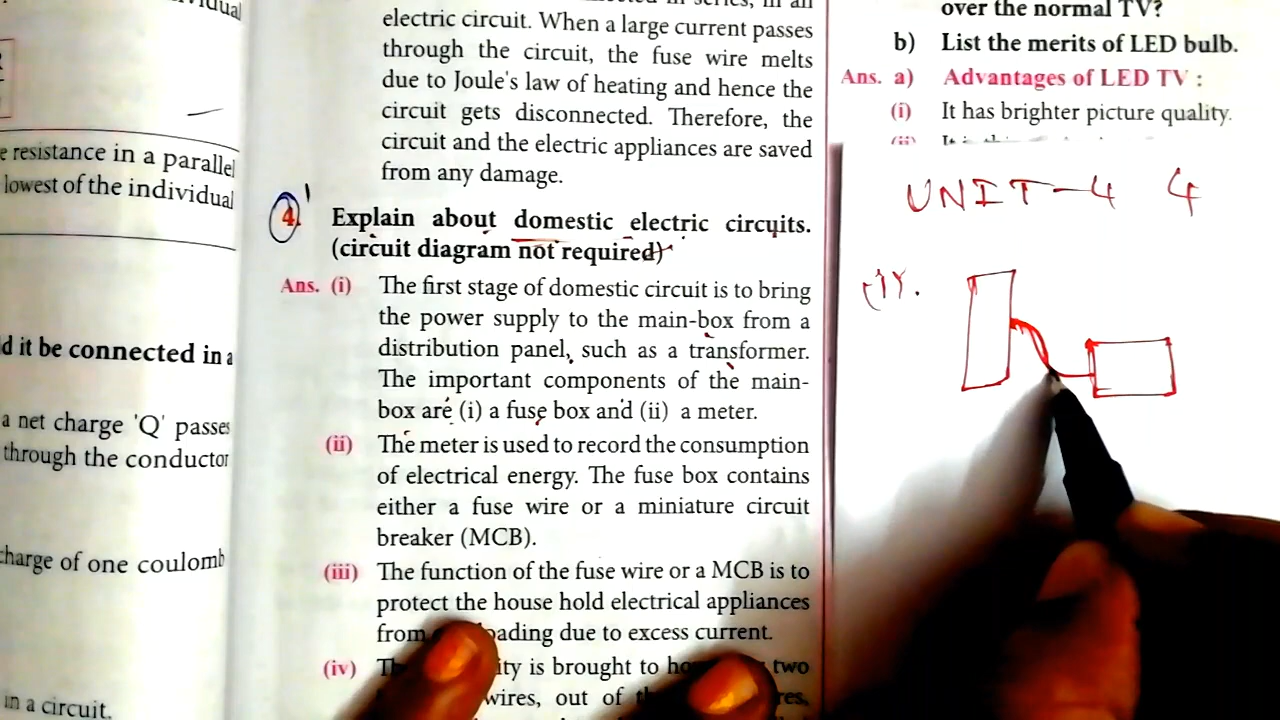 resistance in a parallel
lowest of the individual
it be connected in a
a net charge 'Q' passes
through the conductor
charge of one coulomb
in a circuit.
electric circuit. When a large current passes
through the circuit, the fuse wire melts
due to Joule's law of heating and hence the
circuit gets disconnected. Therefore, the
circuit and the electric appliances are saved
from any damage.
4. Explain about domestic electric circuits.
(circuit diagram not required)
Ans. (i) The first stage of domestic circuit is to bring
the power supply to the main-box from a
distribution panel, such as a transformer.
The important components of the main-
box are (i) a fuse box and (ii) a meter.
(ii) The meter is used to record the consumption
of electrical energy. The fuse box contains
either a fuse wire or a miniature circuit
breaker (MCB).
(iii) The function of the fuse wire or a MCB is to
protect the house hold electrical appliances
from due to excess current.
(iv) is brought to two
wires, out of
over the normal TV?
b) List the merits of LED bulb.
Ans. a) Advantages of LED TV :
(i) It has brighter picture quality.
(ii)
UNIT-4 4